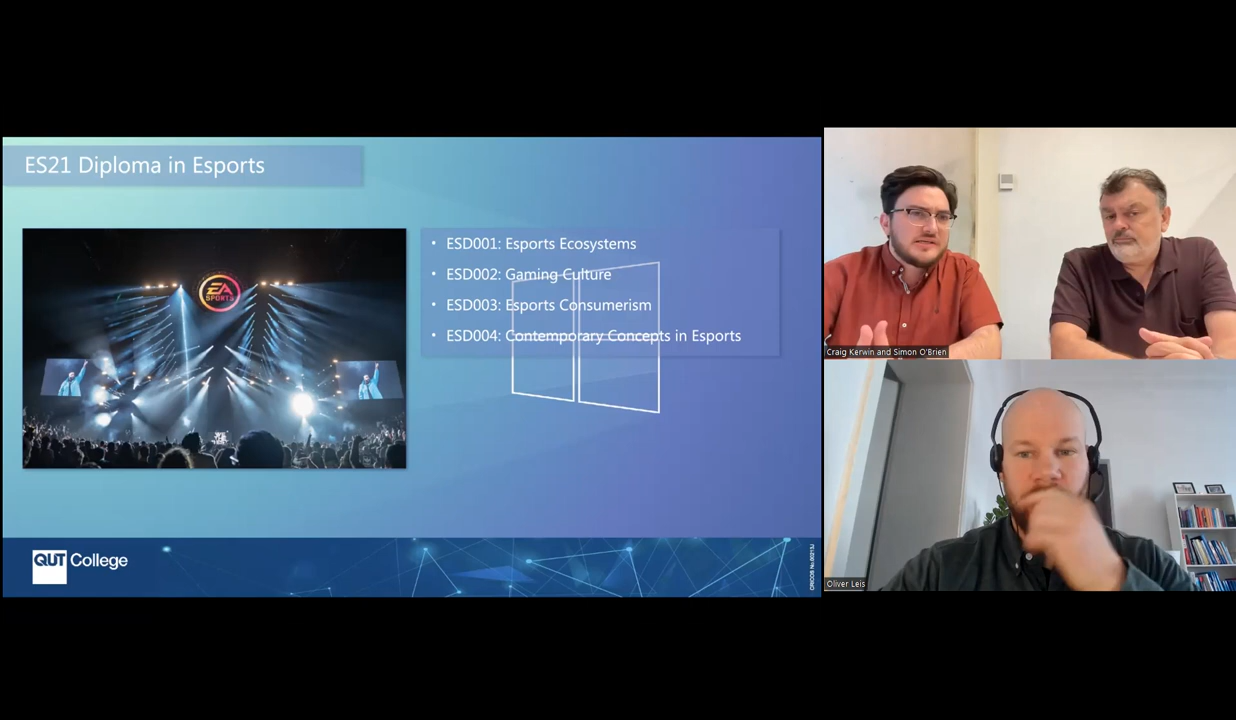 ES21 Diploma in Esports
EA
SPORTS
• ESD001: Esports Ecosystems
• ESD002: Gaming Culture
• ESD003: Esports Consumerism
• ESD004: Contemporary Concepts in Esports
QUT College
Craig Kerwin and Simon O'Brien
Oliver Leis